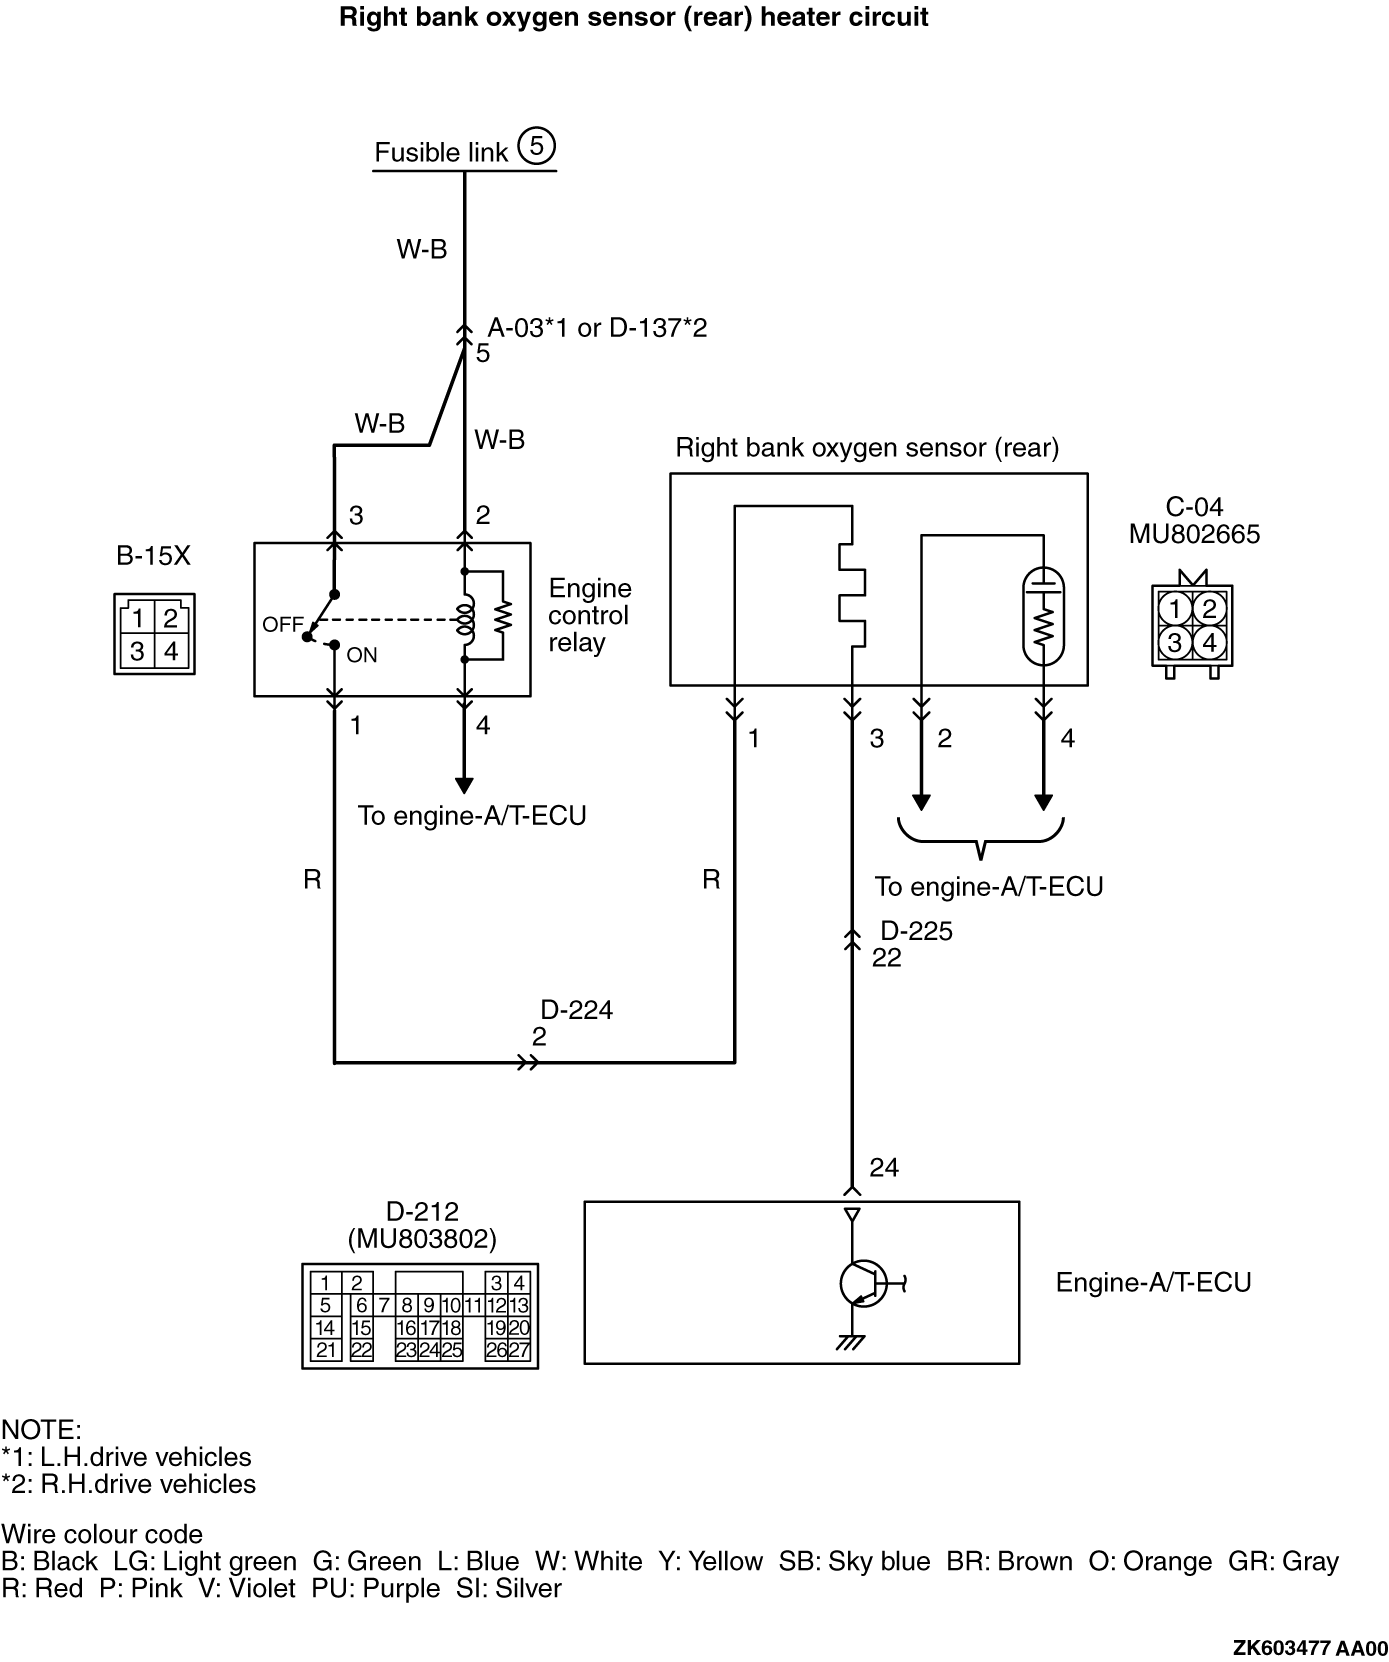 Right bank oxygen sensor (rear) heater circuit
Fusible link 5
W-B
A-03*1 or D-137*2
5
W-B
W-B
Right bank oxygen sensor (rear)
3
2
B-15X
1 2
3 4
OFF
ON
Engine
control
relay
C-04
MU802665
1 2
3 4
1
4
To engine-A/T-ECU
1
3
2
4
To engine-A/T-ECU
R
R
D-225
22
D-224
2
24
D-212
(MU803802)
1 2 3 4
5 6 7 8 9 10 11 12 13
14 15 16 17 18 19 20
21 22 23 24 25 26 27
Engine-A/T-ECU
NOTE:
*1: L.H.drive vehicles
*2: R.H.drive vehicles
Wire colour code
B: Black LG: Light green G: Green L: Blue W: White Y: Yellow SB: Sky blue BR: Brown O: Orange GR: Gray
R: Red P: Pink V: Violet PU: Purple SI: Silver
ZK603477 AA00